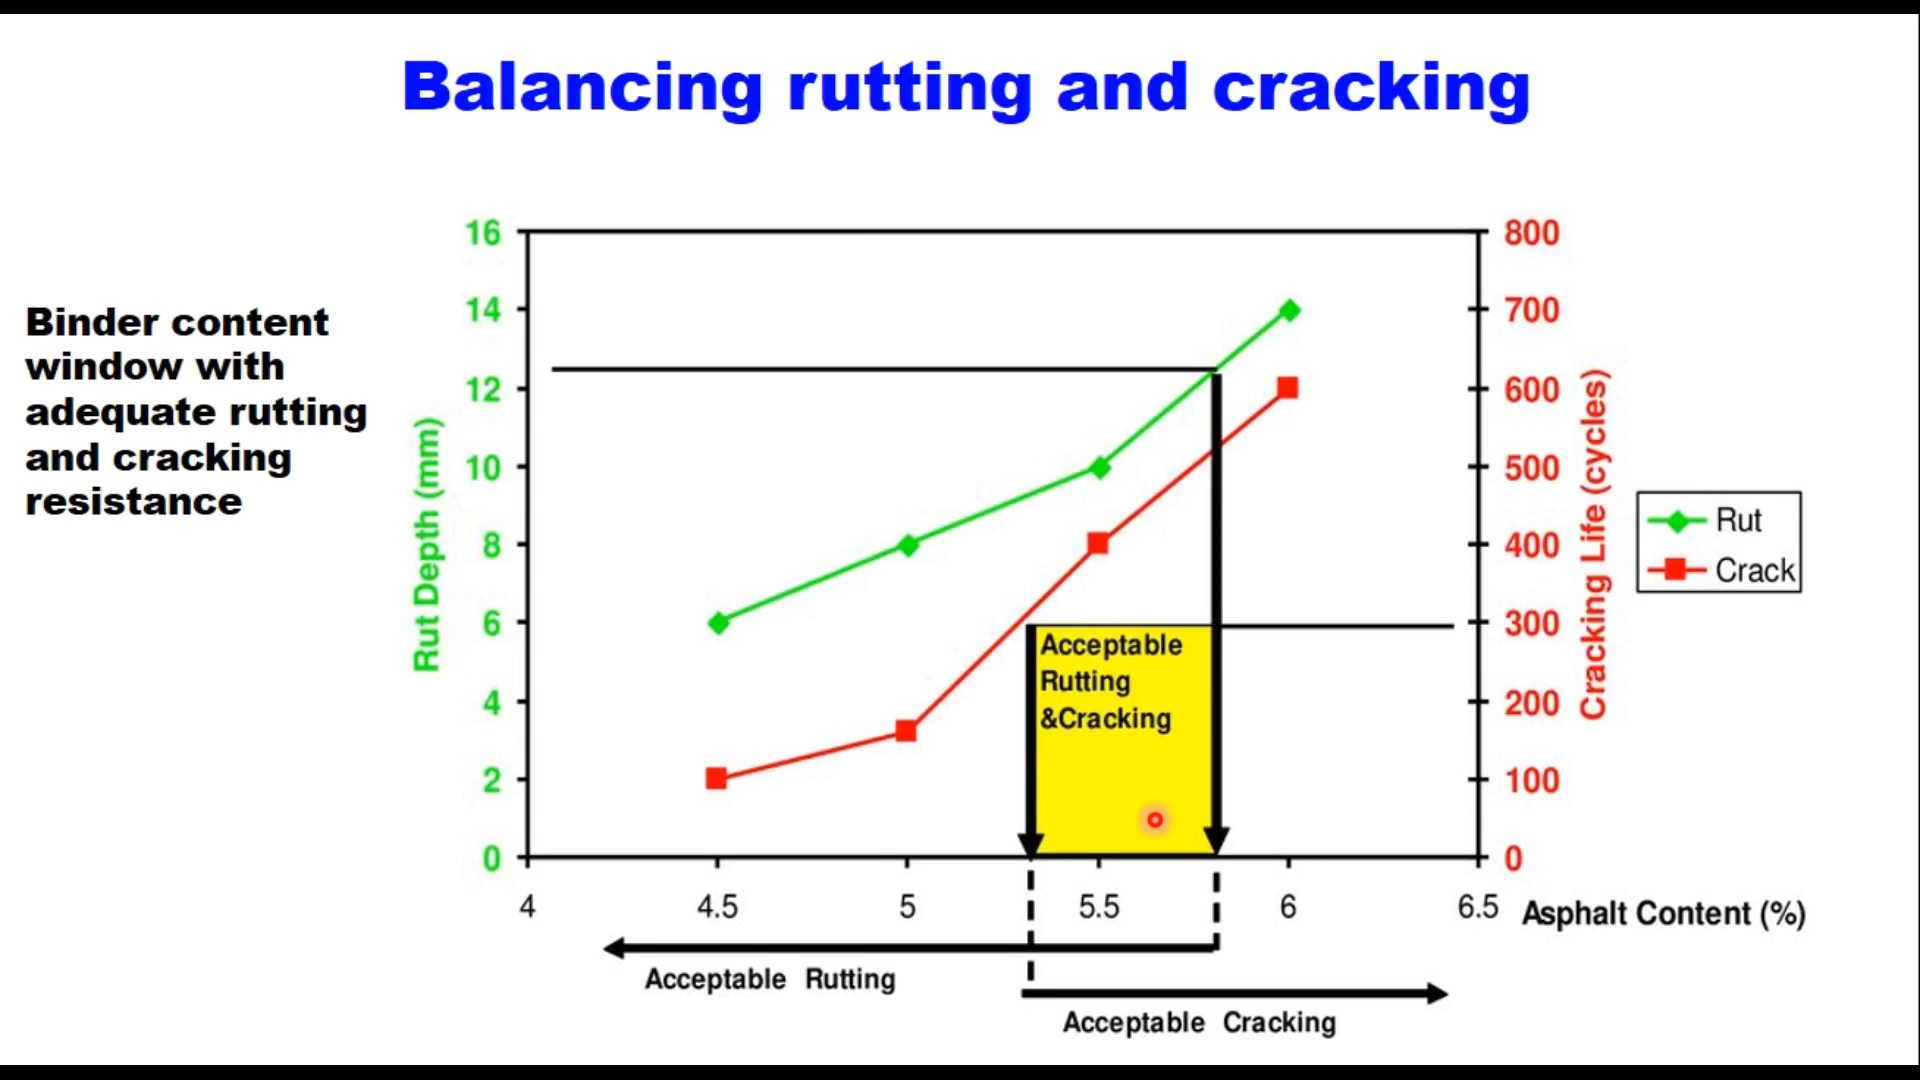 Balancing rutting and cracking
Binder content
window with
adequate rutting
and cracking
resistance
Rut Depth (mm)
16
14
12
10
8
6
4
2
0
800
700
600
500
400
300
200
100
0
Cracking Life (cycles)
Rut
Crack
Acceptable
Rutting
&Cracking
4 4.5 5 5.5 6 6.5 Asphalt Content (%)
Acceptable Rutting
Acceptable Cracking